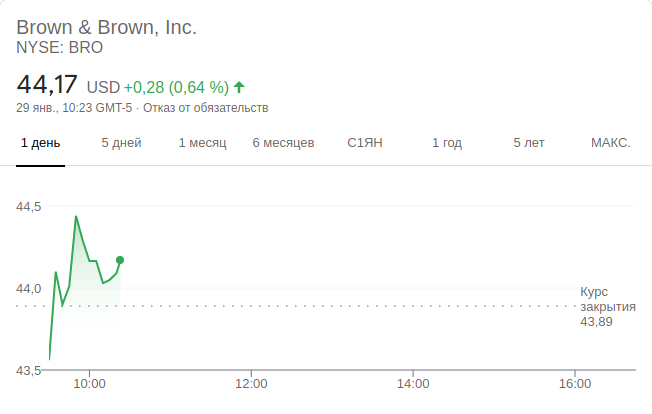 Brown & Brown, Inc.
NYSE: BRO
44,17 USD +0,28 (0,64 %)
29 янв., 10:23 GMT-5 · Отказ от обязательств
1 день 5 дней 1 месяц 6 месяцев С1ЯН 1 год 5 лет МАКС.
44,5
44,0
Курс
закрытия
43,89
43,5
10:00 12:00 14:00 16:00